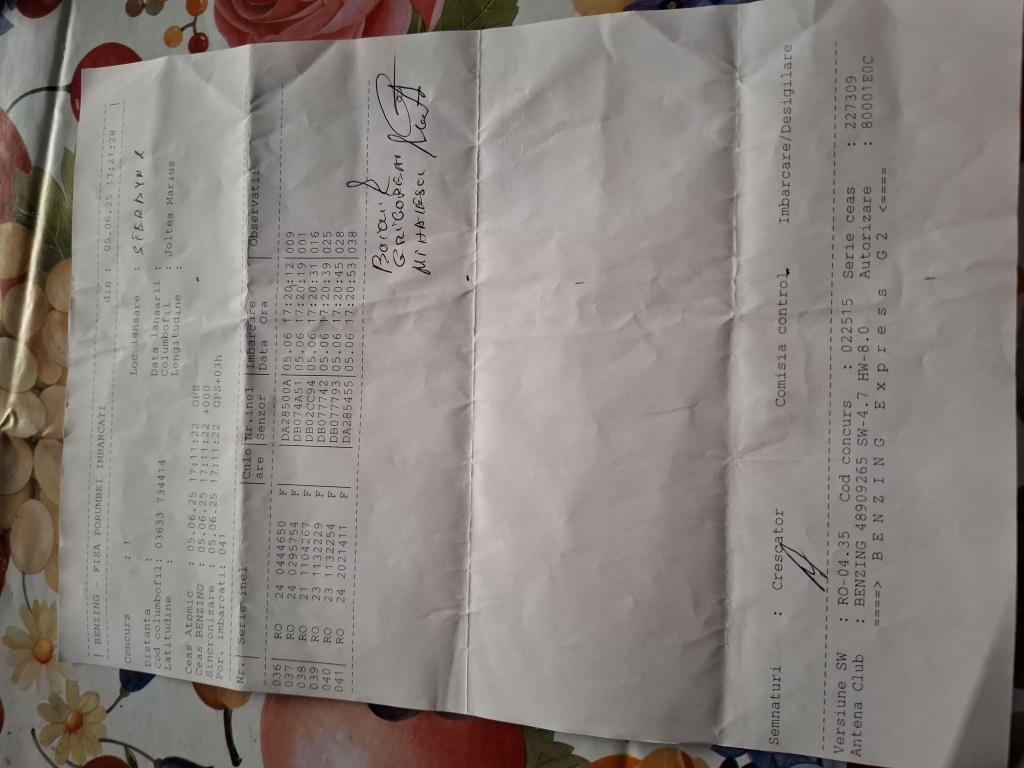 | BENZING - FISA PORUMBEI IMBARCATI din : 05.06.25 17:21:28 |
Concurs : 1 Loc lansare :
Distanta : Data lansarii :
Cod columbofil: 03633 734414 Columbofil : Joltea Marius
Latitudine : Longitudine :
Ceas Atomic : 05.06.25 17:11:22 GPS
Ceas BENZING : 05.06.25 17:11:22 +000
Sincronizare : 05.06.25 17:11:22 GPS+03h
Por. imbarcati: 041
Nr. Serie inel Culo Nr.inel Imbarcare Observatii
are Senzor Data Ora
036 RO 24 0444650 F DA28500A 05.06 17:20:12 009
037 RO 24 0295754 F DB074A51 05.06 17:20:19 001
038 RO 21 1104267 F DB02CC94 05.06 17:20:31 016
039 RO 23 1132229 F DB077742 05.06 17:20:39 025
040 RO 23 1132254 F DB077793 05.06 17:20:45 028
041 RO 24 2021411 F DA285455 05.06 17:20:53 038
GRIGOREAI
MIHAILESCU
Semnaturi : Crescator Comisia control Imbarcare/Desigilare
Versiune SW : RO-04.35 Cod concurs : 022515 Serie ceas : 227309
Antena Club : BENZING 48909265 SW-4.7 HW-8.0 Autorizare : 80001E0C
====> B E N Z I N G E x p r e s s G 2 <====